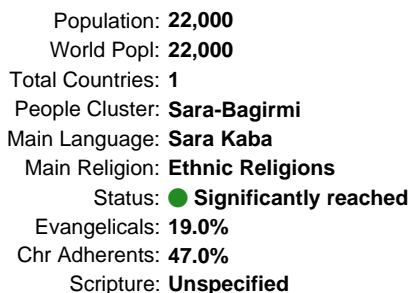 Population: 22,000
World Popl: 22,000
Total Countries: 1
People Cluster: Sara-Bagirmi
Main Language: Sara Kaba
Main Religion: Ethnic Religions
Status: Significantly reached
Evangelicals: 19.0%
Chr Adherents: 47.0%
Scripture: Unspecified